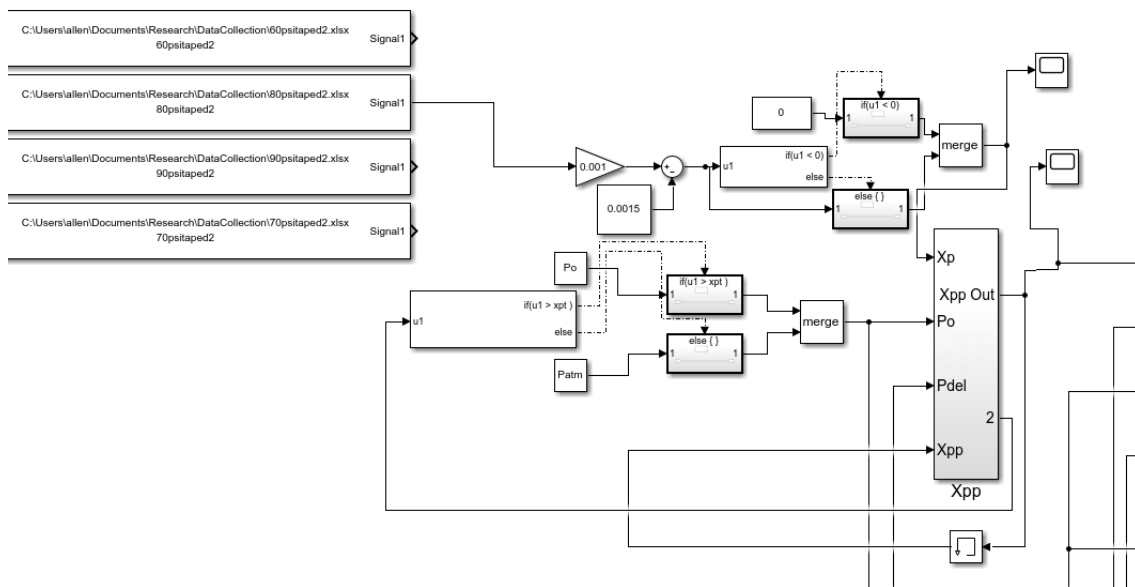 C:\Users\allen\Documents\Research\DataCollection\60psitaped2.xlsx
60psitaped2
Signal1
C:\Users\allen\Documents\Research\DataCollection\80psitaped2.xlsx
80psitaped2
Signal1
C:\Users\allen\Documents\Research\DataCollection\90psitaped2.xlsx
90psitaped2
Signal1
C:\Users\allen\Documents\Research\DataCollection\70psitaped2.xlsx
70psitaped2
Signal1
0.001
+
-
0.0015
u1
if(u1 < 0)
else
0
if(u1 < 0)
1
1
else { }
1
1
merge
u1
if(u1 > xpt )
else
Po
if(u1 > xpt )
1
1
Patm
else { }
1
1
merge
Xp
Xpp Out
Po
Pdel
2
Xpp
Xpp